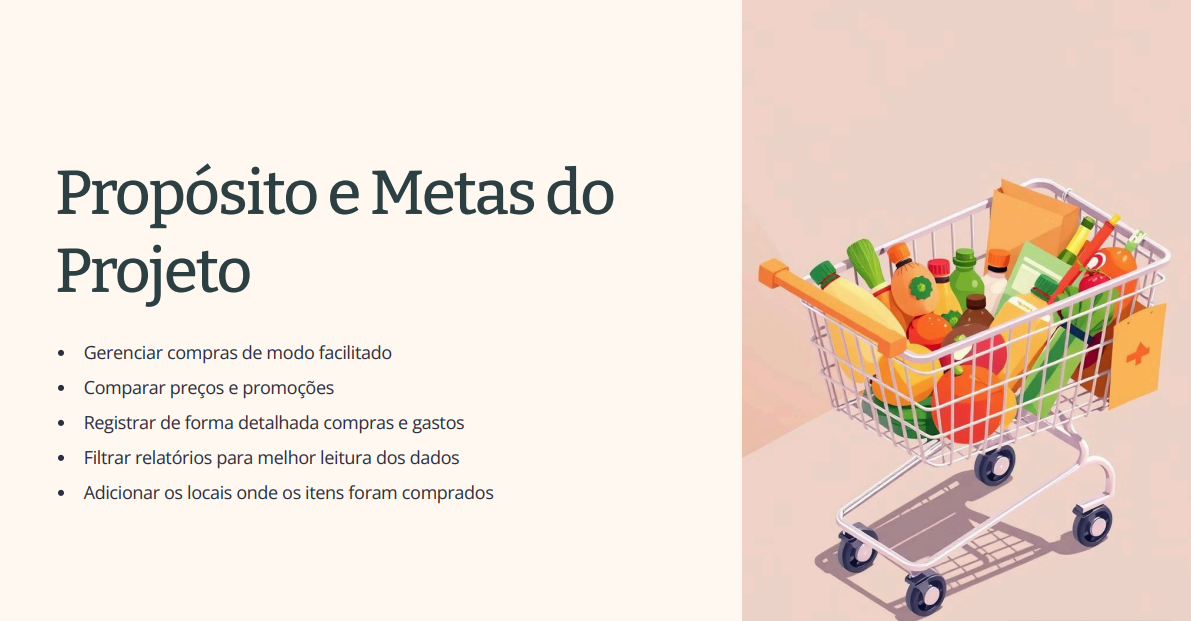 Propósito e Metas do
Projeto
• Gerenciar compras de modo facilitado
• Comparar preços e promoções
• Registrar de forma detalhada compras e gastos
• Filtrar relatórios para melhor leitura dos dados
• Adicionar os locais onde os itens foram comprados